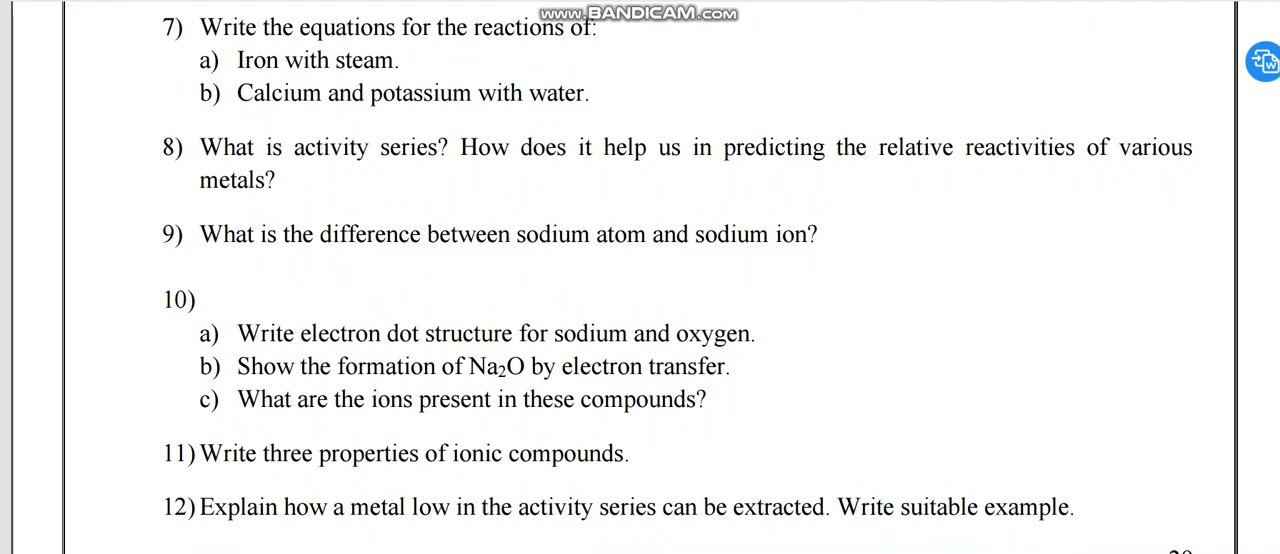 www.BANDICAM.com
7) Write the equations for the reactions of:
a) Iron with steam.
b) Calcium and potassium with water.
8) What is activity series? How does it help us in predicting the relative reactivities of various
metals?
9) What is the difference between sodium atom and sodium ion?
10)
a) Write electron dot structure for sodium and oxygen.
b) Show the formation of Na₂O by electron transfer.
c) What are the ions present in these compounds?
11) Write three properties of ionic compounds.
12) Explain how a metal low in the activity series can be extracted. Write suitable example.